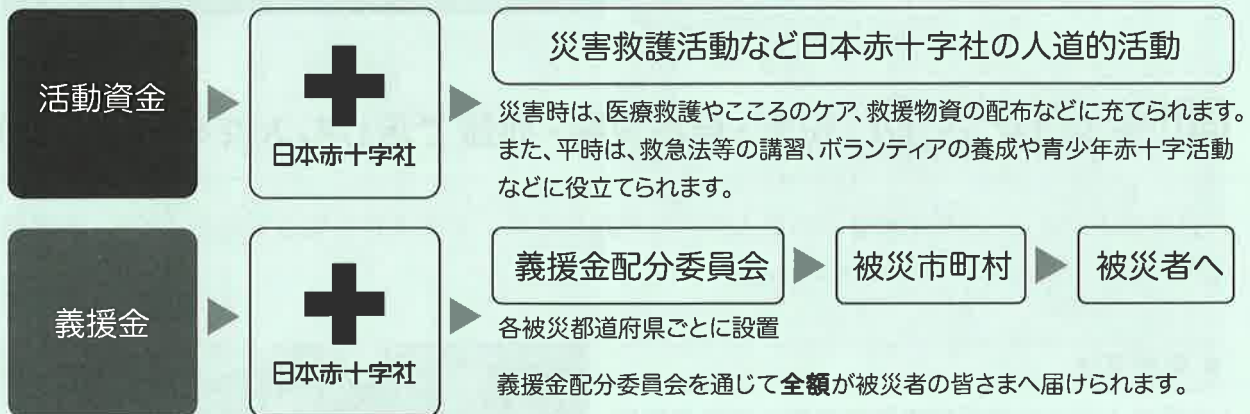 活動資金
日本赤十字社
災害救護活動など日本赤十字社の人道的活動
災害時は、医療救護やこころのケア、救援物資の配布などに充てられます。
また、平時は、救急法等の講習、ボランティアの養成や青少年赤十字活動
などに役立てられます。
義援金
日本赤十字社
義援金配分委員会
被災市町村
被災者へ
各被災都道府県ごとに設置
義援金配分委員会を通じて全額が被災者の皆さまへ届けられます。